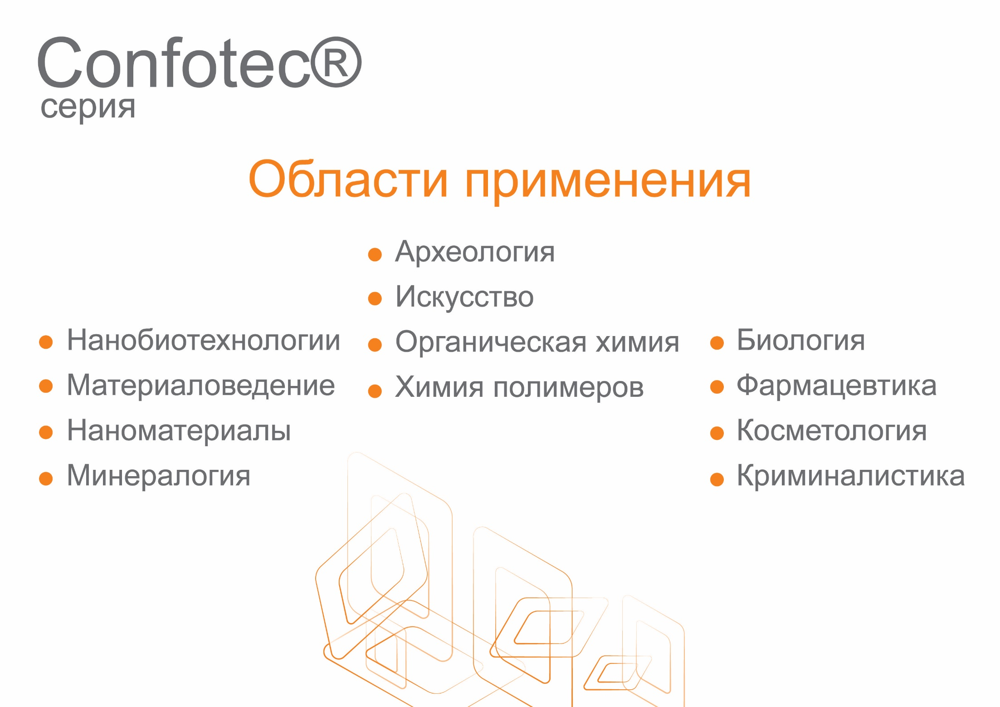 Confotec®
серия
Области применения
Нанобиотехнологии
Материаловедение
Наноматериалы
Минералогия
Археология
Искусство
Органическая химия
Химия полимеров
Биология
Фармацевтика
Косметология
Криминалистика